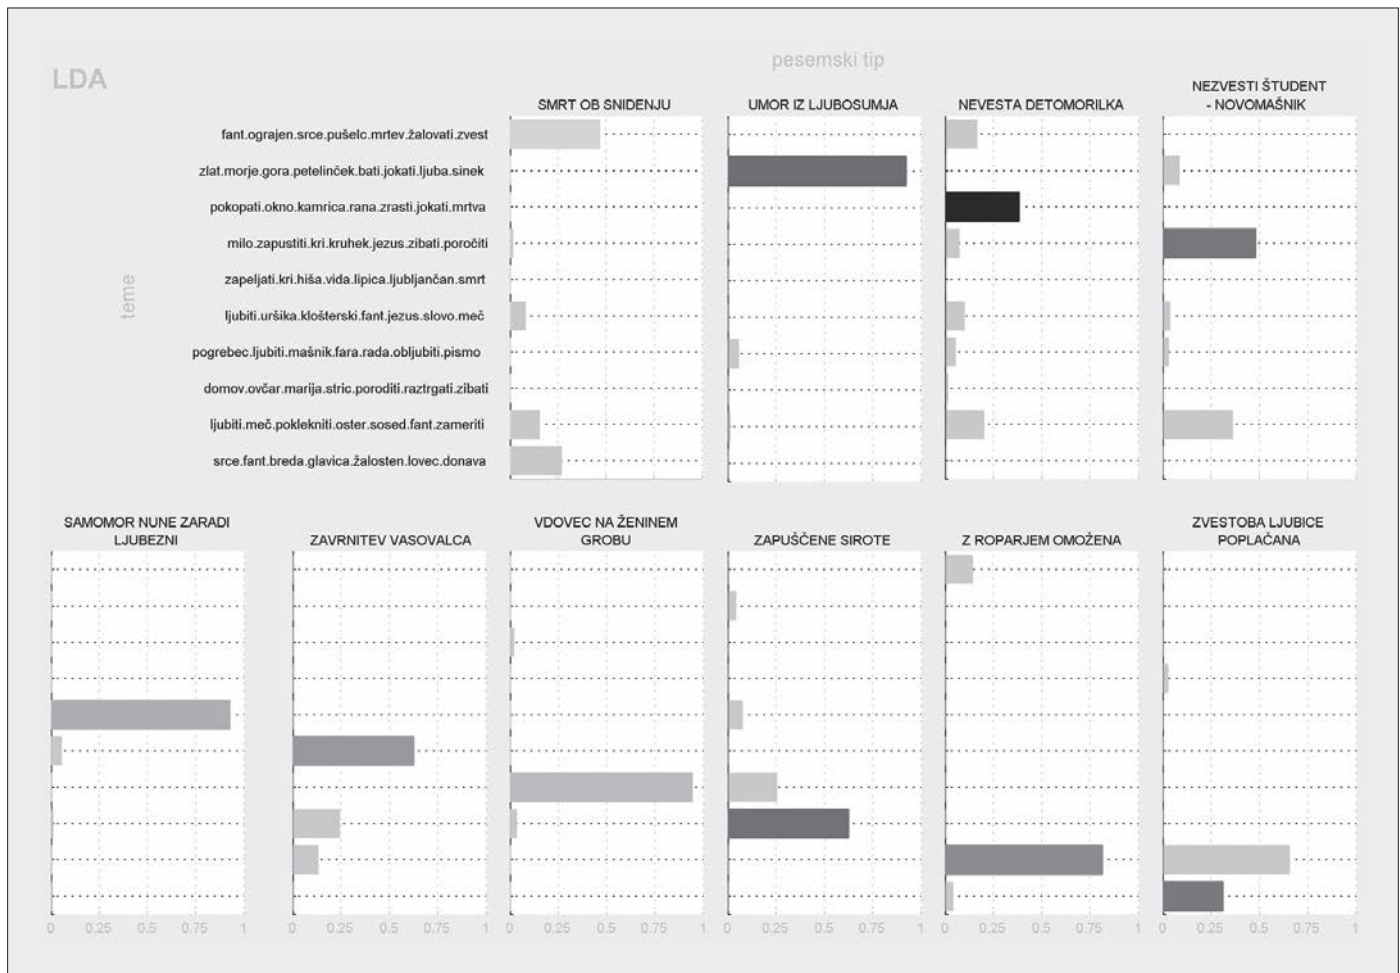 LDA
pesemski tip
SMRT OB SNIDENJU
UMOR IZ LJUBOSUMJA
NEVESTA DETOMORILKA
NEZVESTI ŠTUDENT
- NOVOMAŠNIK
teme
fant.ograjen.srce.pušelc.mrtev.žalovati.zvest
zlat.morje.gora.petelinček.bati.jokati.ljuba.sinek
pokopati.okno.kamrica.rana.zrasti.jokati.mrtva
milo.zapustiti.kri.kruhek.jezus.zibati.poročiti
zapeljati.kri.hiša.vida.lipica.ljubljančan.smrt
ljubiti.uršika.klošterski.fant.jezus.slovo.meč
pogrebec.ljubiti.mašnik.fara.rada.obljubiti.pismo
domov.ovčar.marija.stric.poroditi.raztrgati.zibati
ljubiti.meč.poklekniti.oster.sosed.fant.zameriti
srce.fant.breda.glavica.žalosten.lovec.donava
SAMOMOR NUNE ZARADI
LJUBEZNI
ZAVRNITEV VASOVALCA
VDOVEC NA ŽENINEM
GROBU
ZAPUŠČENE SIROTE
Z ROPARJEM OMOŽENA
ZVESTOBA LJUBICE
POPLAČANA
0 0.25 0.5 0.75 1
0 0.25 0.5 0.75 1
0 0.25 0.5 0.75 1
0 0.25 0.5 0.75 1
0 0.25 0.5 0.75 1
0 0.25 0.5 0.75 1